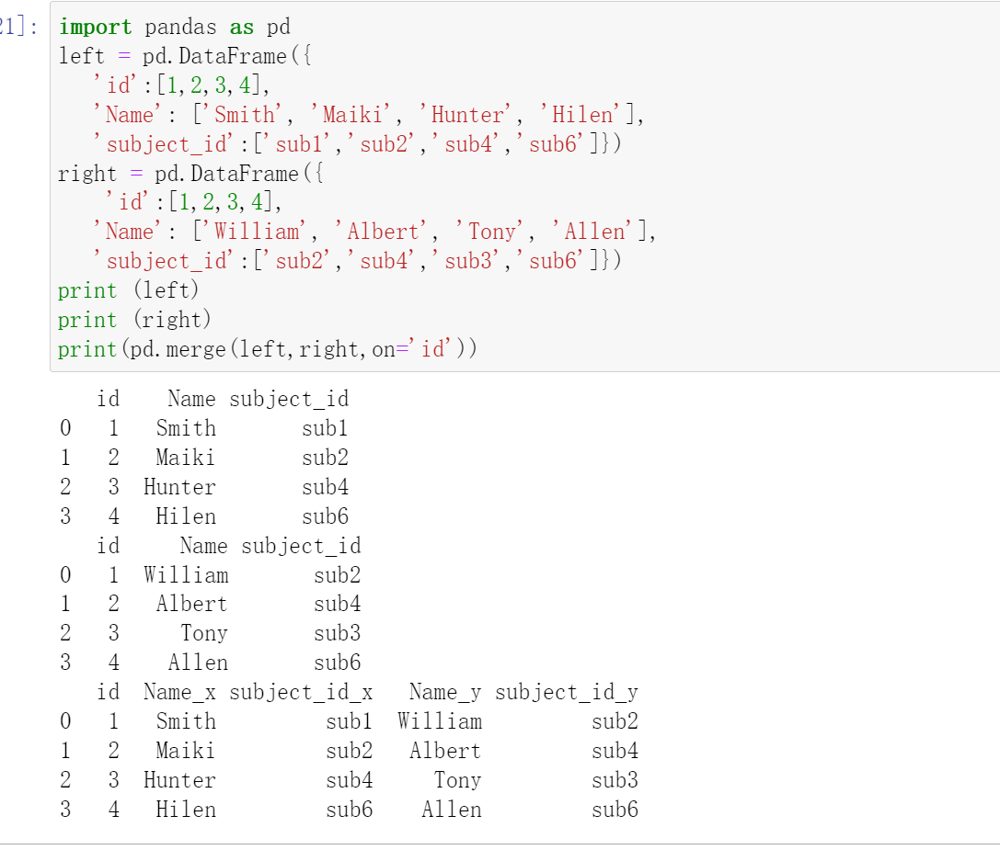 21]:
import pandas as pd
left = pd.DataFrame({
   'id':[1,2,3,4],
   'Name': ['Smith', 'Maiki', 'Hunter', 'Hilen'],
   'subject_id':['sub1','sub2','sub4','sub6']})
right = pd.DataFrame({
    'id':[1,2,3,4],
   'Name': ['William', 'Albert', 'Tony', 'Allen'],
   'subject_id':['sub2','sub4','sub3','sub6']})
print (left)
print (right)
print(pd.merge(left,right,on='id'))
   id    Name subject_id
0   1   Smith       sub1
1   2   Maiki       sub2
2   3  Hunter       sub4
3   4   Hilen       sub6
   id     Name subject_id
0   1  William       sub2
1   2   Albert       sub4
2   3     Tony       sub3
3   4    Allen       sub6
   id  Name_x subject_id_x   Name_y subject_id_y
0   1   Smith         sub1  William         sub2
1   2   Maiki         sub2   Albert         sub4
2   3  Hunter         sub4     Tony         sub3
3   4   Hilen         sub6    Allen         sub6